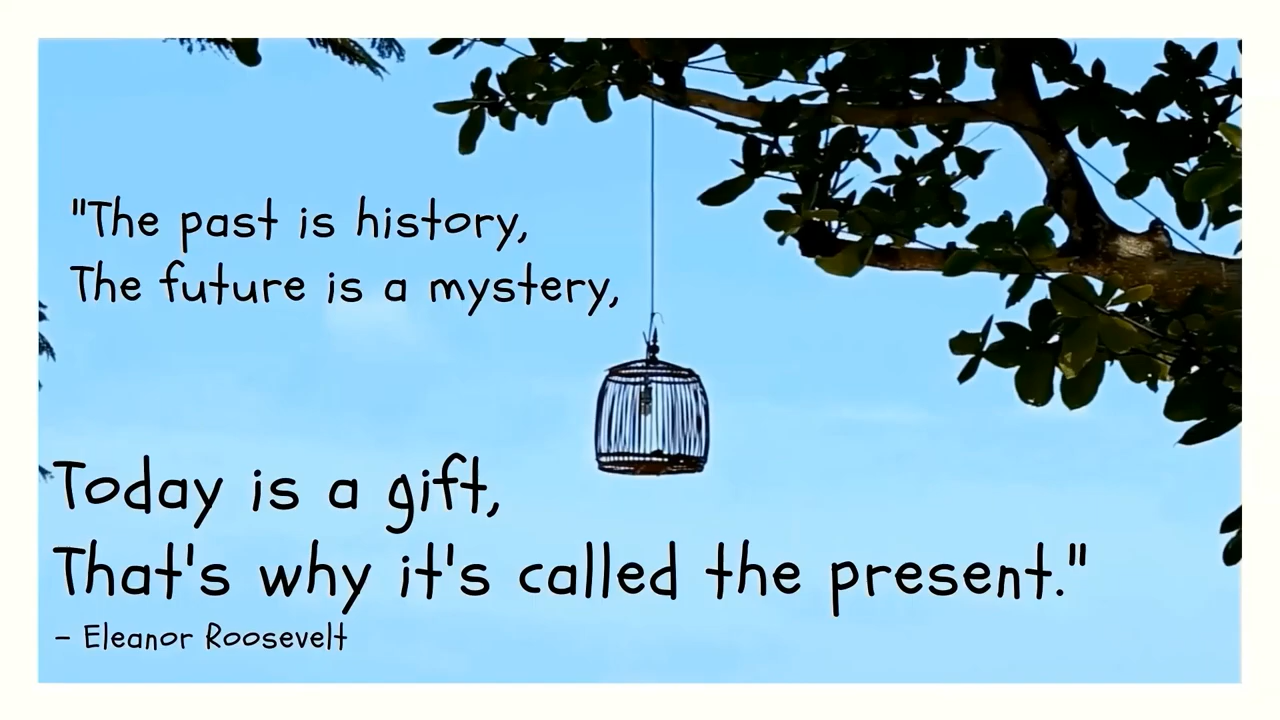 "The past is history,
The future is a mystery,
Today is a gift,
That's why it's called the present."
- Eleanor Roosevelt